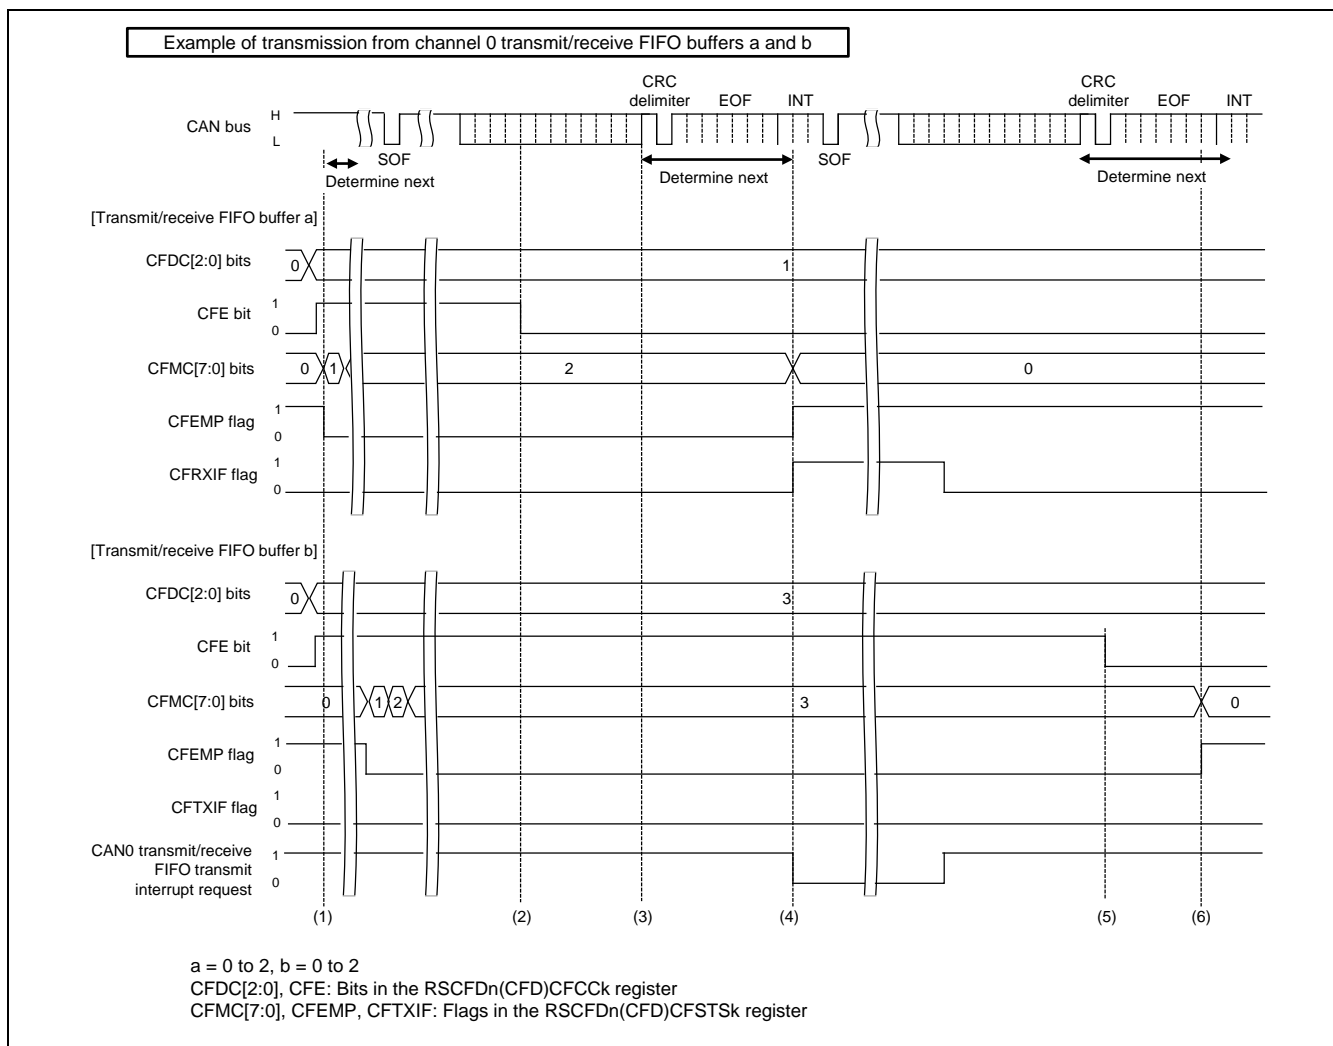 Example of transmission from channel 0 transmit/receive FIFO buffers a and b
CRC delimiter EOF INT CRC delimiter EOF INT
CAN bus H L
SOF SOF
Determine next Determine next Determine next
[Transmit/receive FIFO buffer a]
CFDC[2:0] bits 0 1
CFE bit 1 0
CFMC[7:0] bits 0 1 2 0
CFEMP flag 1 0
CFRXIF flag 1 0
[Transmit/receive FIFO buffer b]
CFDC[2:0] bits 0 3
CFE bit 1 0
CFMC[7:0] bits 0 1 2 3 0
CFEMP flag 1 0
CFTXIF flag 1 0
CAN0 transmit/receive 1
FIFO transmit
interrupt request 0
(1) (2) (3) (4) (5) (6)
a = 0 to 2, b = 0 to 2
CFDC[2:0], CFE: Bits in the RSCFDn(CFD)CFCCk register
CFMC[7:0], CFEMP, CFTXIF: Flags in the RSCFDn(CFD)CFSTSk register